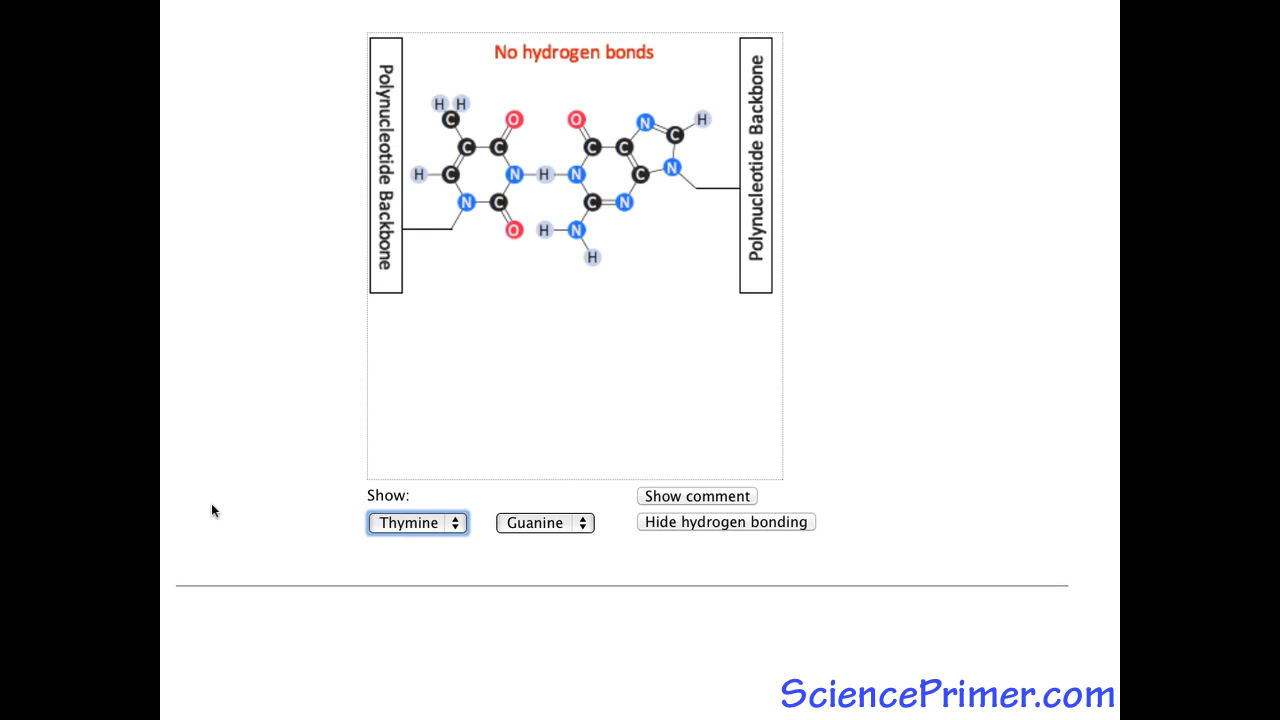 No hydrogen bonds
Polynucleotide Backbone
Polynucleotide Backbone
H H
C O O N H
C C C C C
H C N H N C N
N C C N
O H N
H
Show:
Thymine Guanine
Show comment
Hide hydrogen bonding
SciencePrimer.com